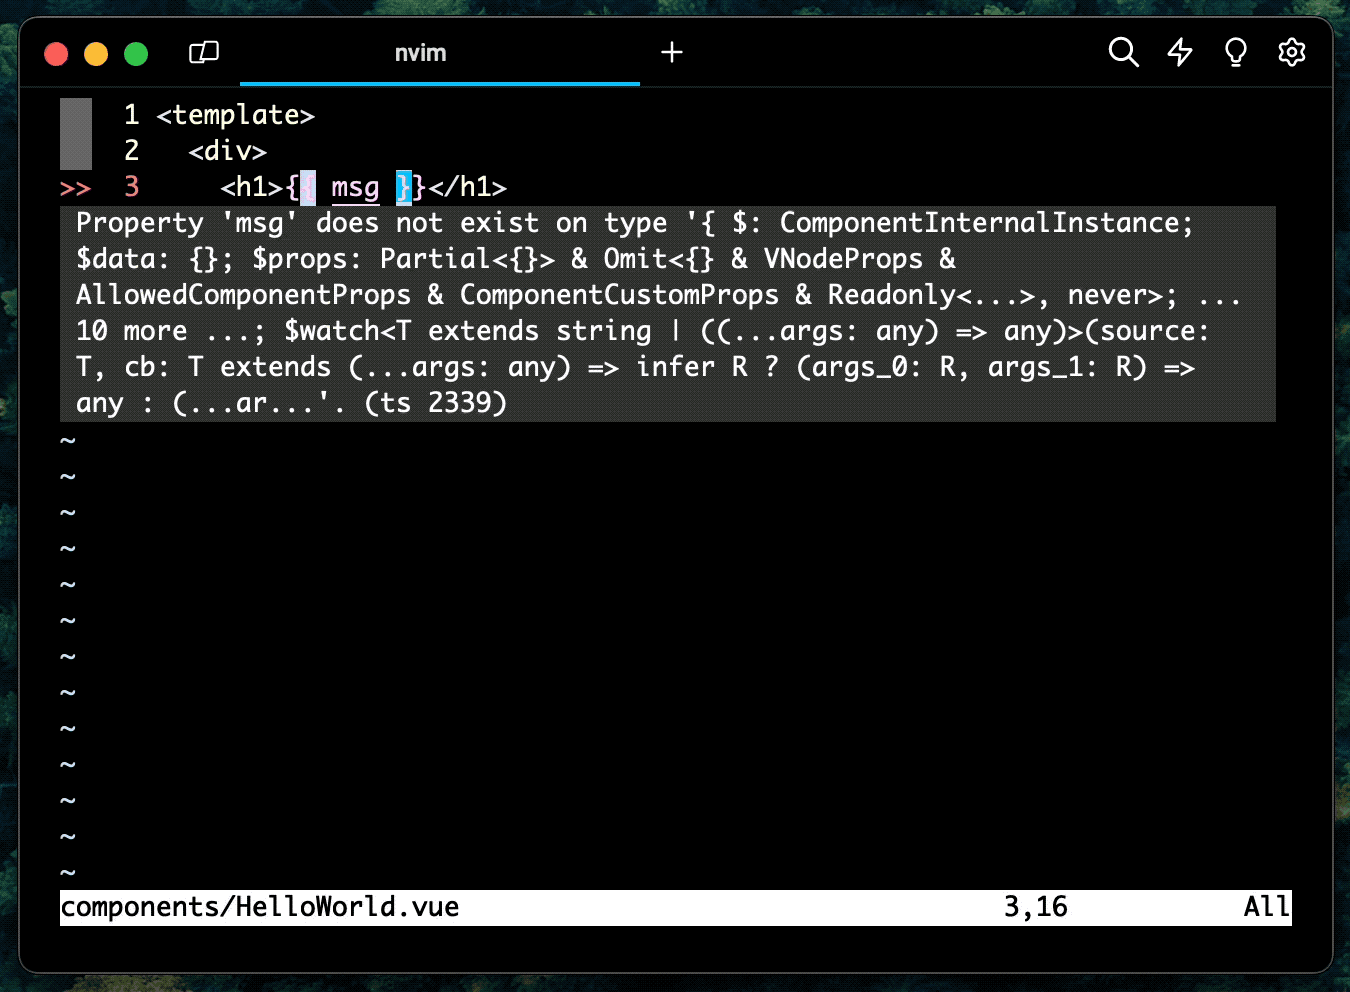 nvim
1 <template>
2   <div>
>> 3     <h1>{{ msg }}</h1>
Property 'msg' does not exist on type '{ $: ComponentInternalInstance;
$data: {}; $props: Partial<{}> & Omit<{} & VNodeProps &
AllowedComponentProps & ComponentCustomProps & Readonly<...>, never>; ...
10 more ...; $watch<T extends string | ((...args: any) => any)>(source:
T, cb: T extends (...args: any) => infer R ? (args_0: R, args_1: R) =>
any : (...ar...'. (ts 2339)
~
~
~
~
~
~
~
~
~
~
~
~
~
components/HelloWorld.vue 3,16 All